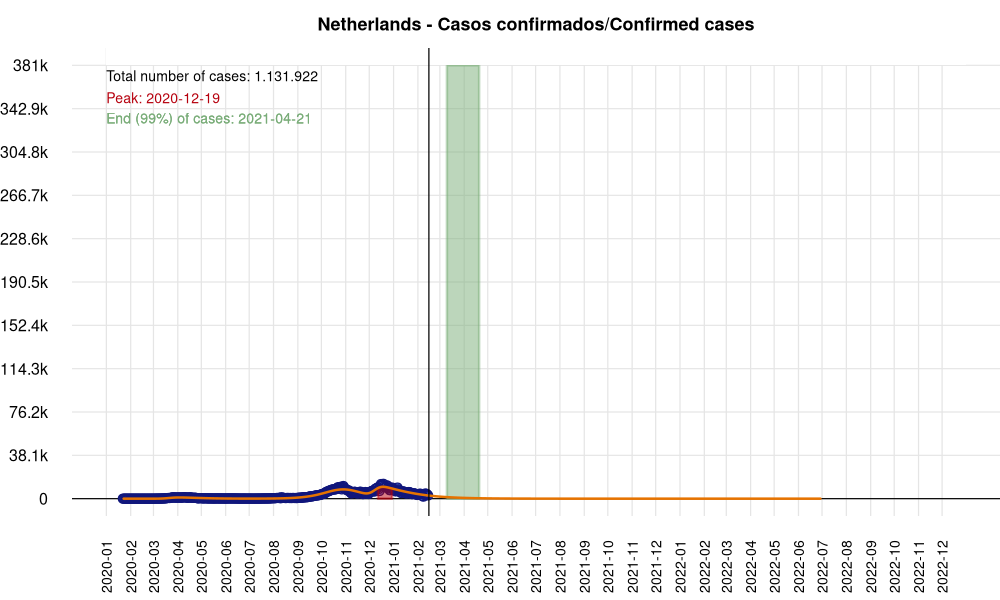 Netherlands - Casos confirmados/Confirmed cases
381k
Total number of cases: 1.131.922
Peak: 2020-12-19
342.9k
End (99%) of cases: 2021-04-21
304.8k
266.7k
228.6k
190.5k
152.4k
114.3k
76.2k
38.1k
0
2020-01
2020-02
2020-03
2020-04
2020-05
2020-06
2020-07
2020-08
2020-09
2020-10
2020-11
2020-12
2021-01
2021-02
2021-03
2021-04
2021-05
2021-06
2021-07
2021-08
2021-09
2021-10
2021-11
2021-12
2022-01
2022-02
2022-03
2022-04
2022-05
2022-06
2022-07
2022-08
2022-09
2022-10
2022-11
2022-12